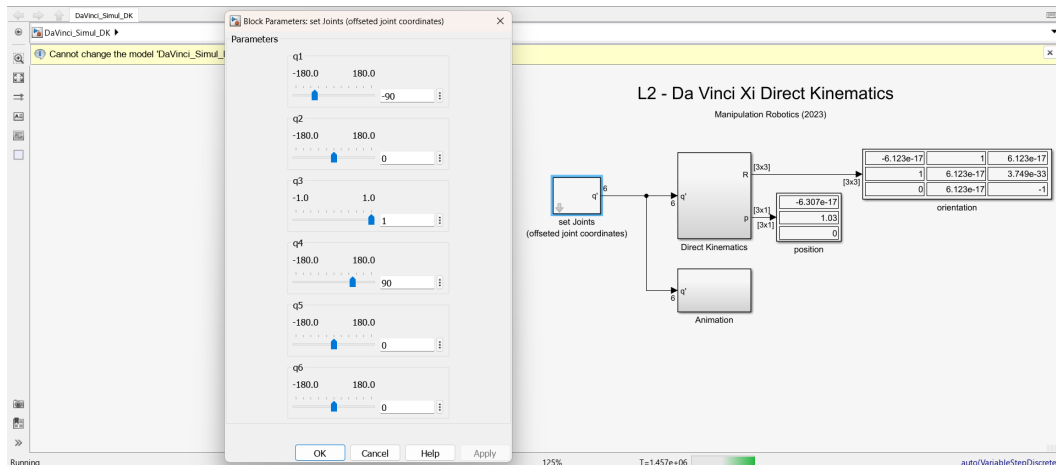 DaVinci_Simul_DK
DaVinci_Simul_DK
Cannot change the model 'DaVinci_Simul_
Block Parameters: set Joints (offseted joint coordinates)
Parameters
q1
-180.0 180.0
-90
q2
-180.0 180.0
0
q3
-1.0 1.0
1
q4
-180.0 180.0
90
q5
-180.0 180.0
0
q6
-180.0 180.0
0
OK Cancel Help Apply
L2 - Da Vinci Xi Direct Kinematics
Manipulation Robotics (2023)
q' 6
set Joints
(offseted joint coordinates)
6 q'
R [3x3]
p [3x1]
Direct Kinematics
[3x3]
-6.123e-17 1 6.123e-17
1 6.123e-17 3.749e-33
0 6.123e-17 -1
orientation
[3x1]
-6.307e-17
1.03
0
position
6 q'
Animation
Running
125%
T=1.457e+06
auto(VariableStepDiscrete